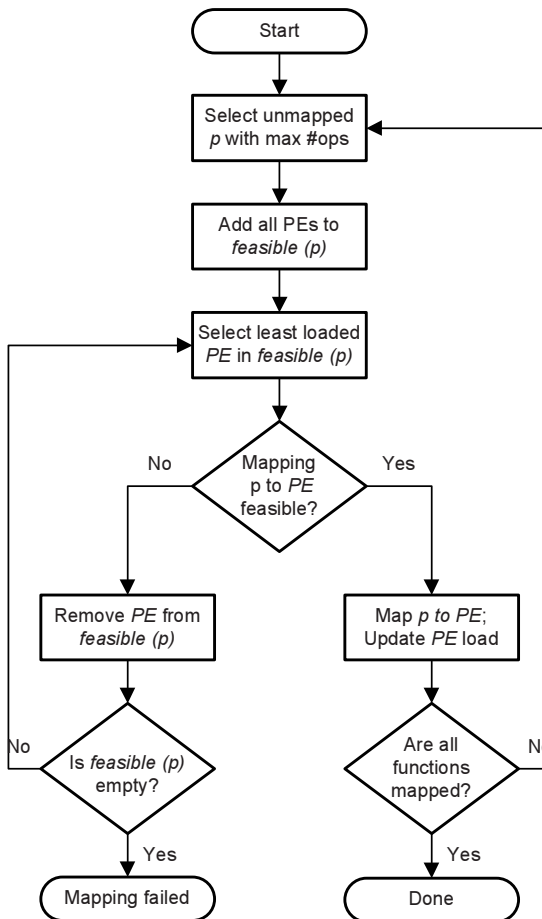 Start
Select unmapped
p with max #ops
Add all PEs to
feasible (p)
Select least loaded
PE in feasible (p)
No
Yes
Mapping
p to PE
feasible?
Remove PE from
feasible (p)
Map p to PE;
Update PE load
No
Is feasible (p)
empty?
Are all
functions
mapped?
Yes
Yes
Mapping failed
Done